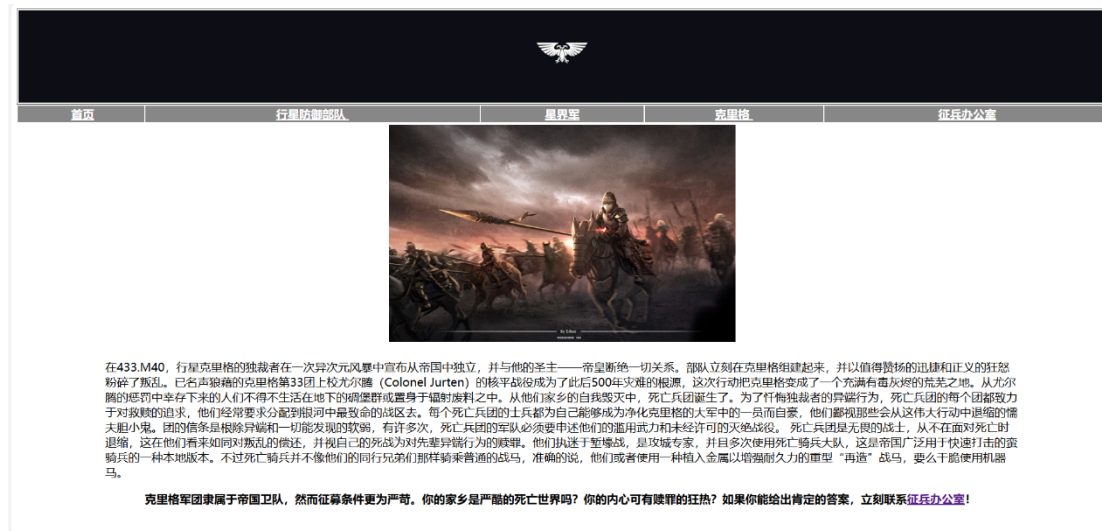 首页 行星防御部队 星界军 克里格 征兵办公室
在433.M40，行星克里格的独裁者在一次异次元风暴中宣布从帝国中独立，并与他的圣主——帝皇断绝一切关系。部队立刻在克里格组建起来，并以值得赞扬的迅捷和正义的狂怒
粉碎了叛乱。已名声狼藉的克里格第33团上校尤尔腾（Colonel Jurten）的核平战役成为了此后500年灾难的根源，这次行动把克里格变成了一个充满有毒灰烬的荒芜之地。从尤尔
腾的惩罚中幸存下来的人们不得不生活在地下的碉堡群或置身于辐射废料之中。从他们家乡的自我毁灭中，死亡兵团诞生了。为了忏悔独裁者的异端行为，死亡兵团的每个团都致力
于对救赎的追求，他们经常要求分配到银河中最致命的战区去。每个死亡兵团的士兵都为自己能够成为净化克里格的大军中的一员而自豪，他们鄙视那些会从这伟大行动中退缩的懦
夫胆小鬼。团的信条是根除异端和一切能发现的软弱，有许多次，死亡兵团的军队必须要申述他们的滥用武力和未经许可的灭绝战役。 死亡兵团是无畏的战士，从不在面对死亡时
退缩，这在他们看来如同对叛乱的偿还，并视自己的死战为对先辈异端行为的赎罪。他们执迷于堑壕战，是攻城专家，并且多次使用死亡骑兵大队，这是帝国广泛用于快速打击的蛮
骑兵的一种本地版本。不过死亡骑兵并不像他们的同行兄弟们那样骑乘普通的战马，准确的说，他们或者使用一种植入金属以增强耐久力的重型“再造”战马，要么干脆使用机器
马。
克里格军团隶属于帝国卫队，然而征募条件更为严苛。你的家乡是严酷的死亡世界吗？你的内心可有赎罪的狂热？如果你能给出肯定的答案，立刻联系征兵办公室！